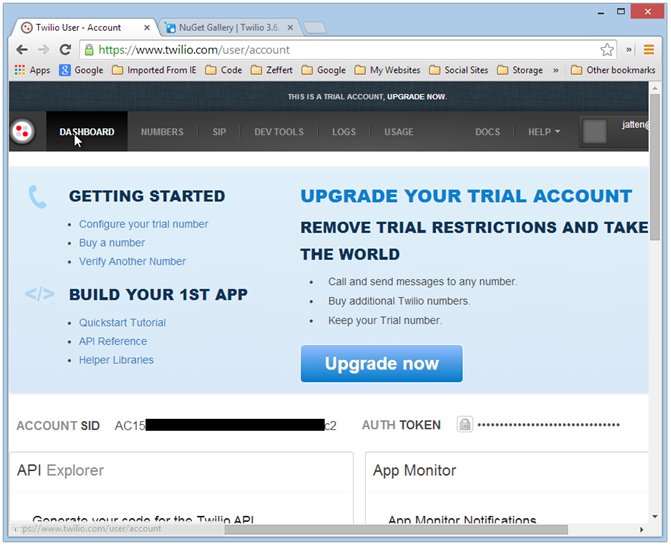 Twilio User - Account
NuGet Gallery | Twilio 3.6.
https://www.twilio.com/user/account
Apps Google Imported From IE Code Zeffert Google My Websites Social Sites Storage » Other bookmarks
THIS IS A TRIAL ACCOUNT, UPGRADE NOW.
DASHBOARD NUMBERS SIP DEV TOOLS LOGS USAGE DOCS HELP jatten@
GETTING STARTED
Configure your trial number
Buy a number
Verify Another Number
</> BUILD YOUR 1ST APP
Quickstart Tutorial
API Reference
Helper Libraries
UPGRADE YOUR TRIAL ACCOUNT
REMOVE TRIAL RESTRICTIONS AND TAKE
THE WORLD
Call and send messages to any number.
Buy additional Twilio numbers.
Keep your Trial number.
Upgrade now
ACCOUNT SID AC15 c2 AUTH TOKEN ••••••••••••••••••••••••••••••••
API Explorer
Generate your code for the Twilio API
App Monitor
App Monitor Notifications
https://www.twilio.com/user/account